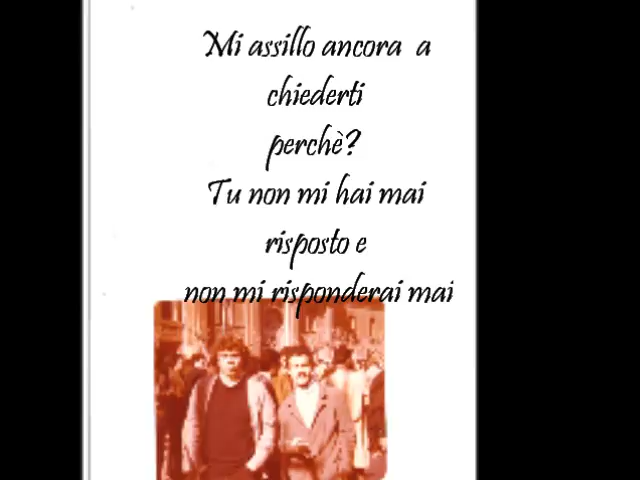 Mi assillo ancora a
chiederti
perchè?
Tu non mi hai mai
risposto e
non mi risponderai mai